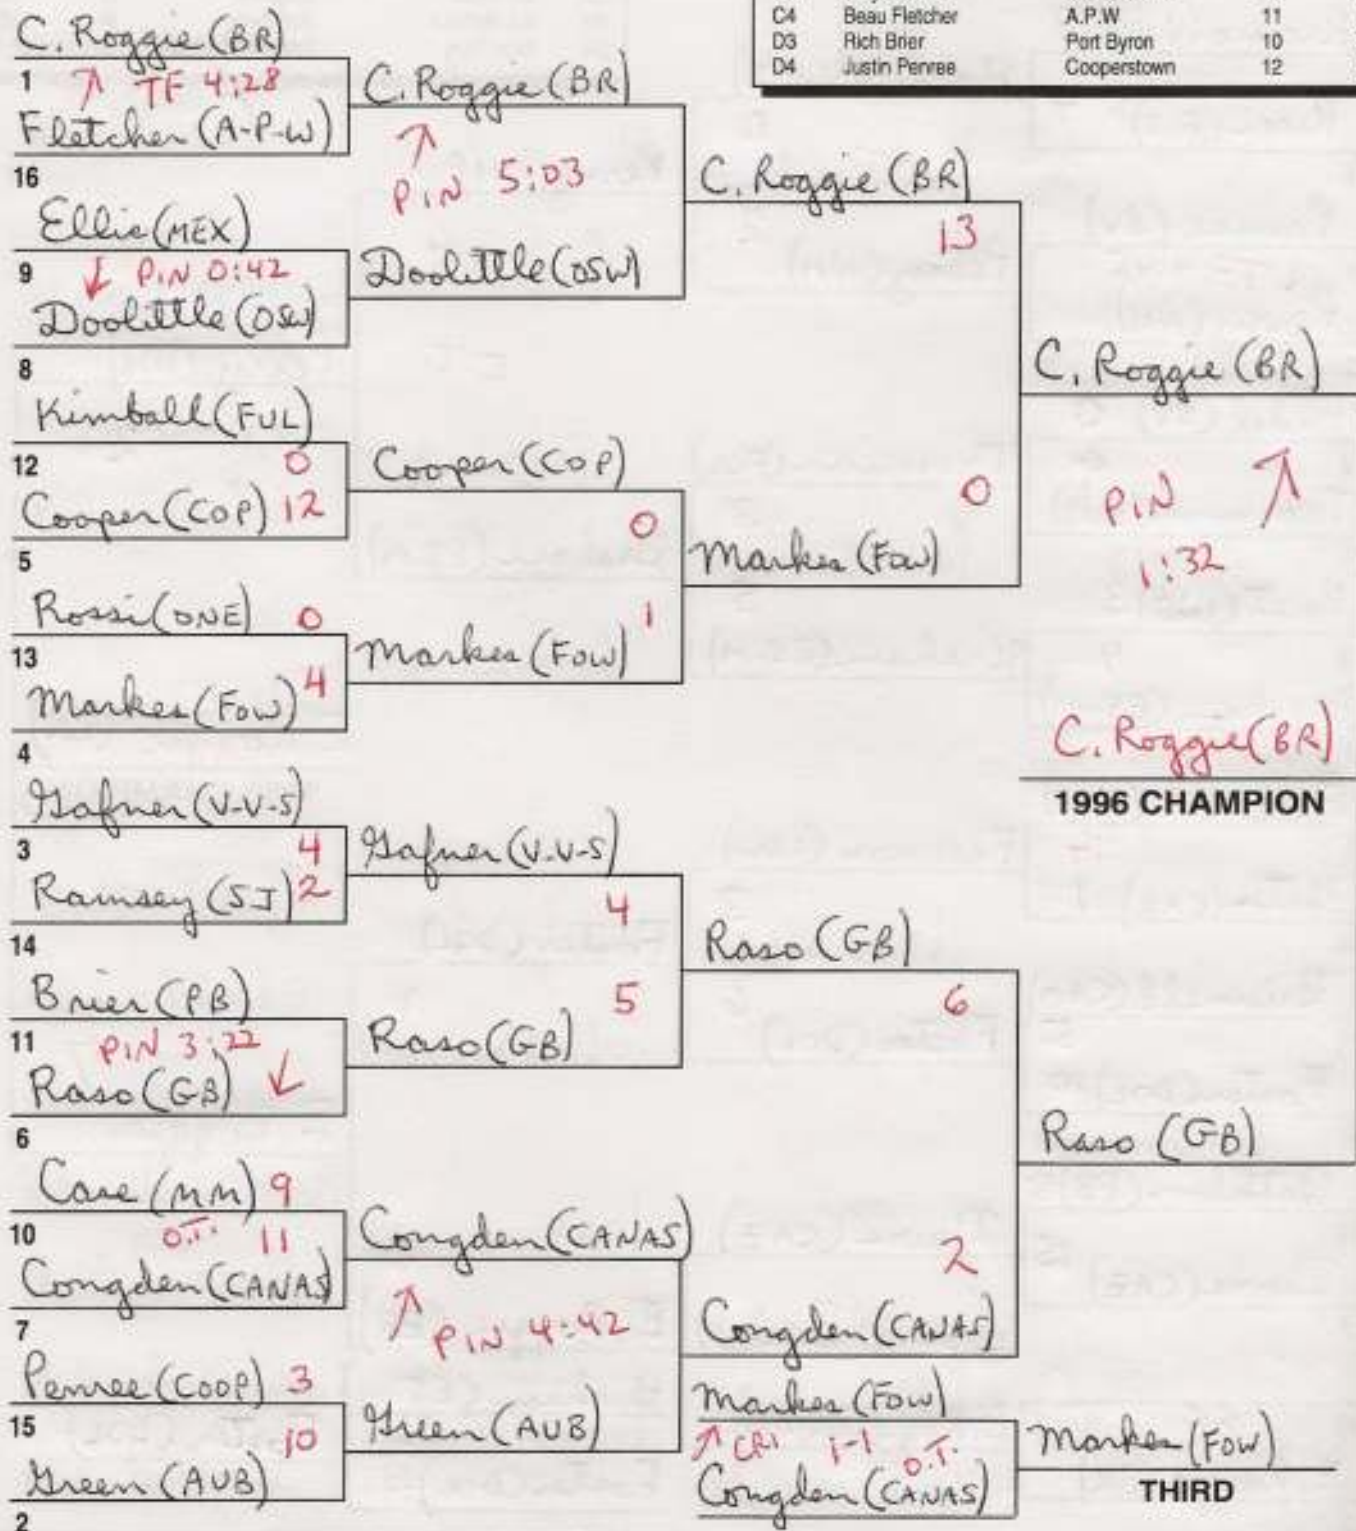 C4 Beau Fletcher A.P.W 11
D3 Rich Brier Port Byron 10
D4 Justin Penree Cooperstown 12
C. Roggie (BR)
1
↑ TF 4:28
Fletcher (A-P-W)
16
Ellis (MEX)
9
↓ PIN 0:42
Doolittle (OSW)
8
Kimball (FUL)
12
0
Cooper (COP) 12
5
Rossi (ONE) 0
13
Markes (FOW) 4
4
Gafner (V-V-S)
3
4
Ramsey (SJ) 2
14
Brier (PB)
11
PIN 3:22
Raso (GB) ↓
6
Case (MM) 9
10
O.T. 11
Congden (CANAS)
7
Penree (COOP) 3
15
10
Green (AUB)
2
C. Roggie (BR)
↑ PIN 5:03
Doolittle (OSW)
Cooper (COP)
0
Markes (FOW) 1
Gafner (V-V-S)
4
5
Raso (GB)
Congden (CANAS)
↑ PIN 4:42
Green (AUB)
C. Roggie (BR)
13
0
Markes (FOW)
Raso (GB)
6
2
Congden (CANAS)
Markes (FOW)
↑ CRI 1-1 O.T.
Congden (CANAS)
C. Roggie (BR)
PIN ↑
1:32
C. Roggie (BR)
1996 CHAMPION
Raso (GB)
Markes (FOW)
THIRD